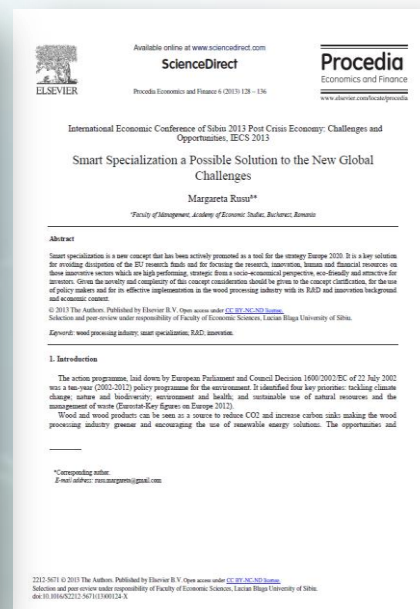 Available online at www.sciencedirect.com
ScienceDirect
ELSEVIER
Procedia Economics and Finance 6 (2013) 128 – 136
Procedia
Economics and Finance
www.elsevier.com/locate/procedia
International Economic Conference of Sibiu 2013 Post Crisis Economy: Challenges and
Opportunities, IECS 2013
Smart Specialization a Possible Solution to the New Global
Challenges
Margareta Rusuᵃ*
ᵃFaculty of Management, Academy of Economic Studies, Bucharest, Romania
Abstract
Smart specialization is a new concept that has been actively promoted as a tool for the strategy Europe 2020. It is a key solution
for avoiding dissipation of the EU research funds and for focusing the research, innovation, human and financial resources on
those innovative sectors which are high performing, strategic from a socio-economical perspective, eco-friendly and attractive for
investors. Given the novelty and complexity of this concept consideration should be given to the concept clarification, for the use
of policy makers and for its effective implementation in the wood processing industry with its R&D and innovation background
and economic context.
© 2013 The Authors. Published by Elsevier B.V. Open access under CC BY-NC-ND license.
Selection and peer-review under responsibility of Faculty of Economic Sciences, Lucian Blaga University of Sibiu.
Keywords: wood processing industry; smart specialization; R&D; innovation.
1. Introduction
The action programme, laid down by European Parliament and Council Decision 1600/2002/EC of 22 July 2002
was a ten-year (2002-2012) policy programme for the environment. It identified four key priorities: tackling climate
change; nature and biodiversity; environment and health; and sustainable use of natural resources and the
management of waste (Eurostat-Key figures on Europe 2012).
Wood and wood products can be seen as a source to reduce CO2 and increase carbon sinks making the wood
processing industry greener and encouraging the use of renewable energy solutions. The opportunities and
*Corresponding author.
E-mail address: rusu.margareta@gmail.com
2212-5671 © 2013 The Authors. Published by Elsevier B.V. Open access under CC BY-NC-ND license.
Selection and peer-review under responsibility of Faculty of Economic Sciences, Lucian Blaga University of Sibiu.
doi:10.1016/S2212-5671(13)00124-X